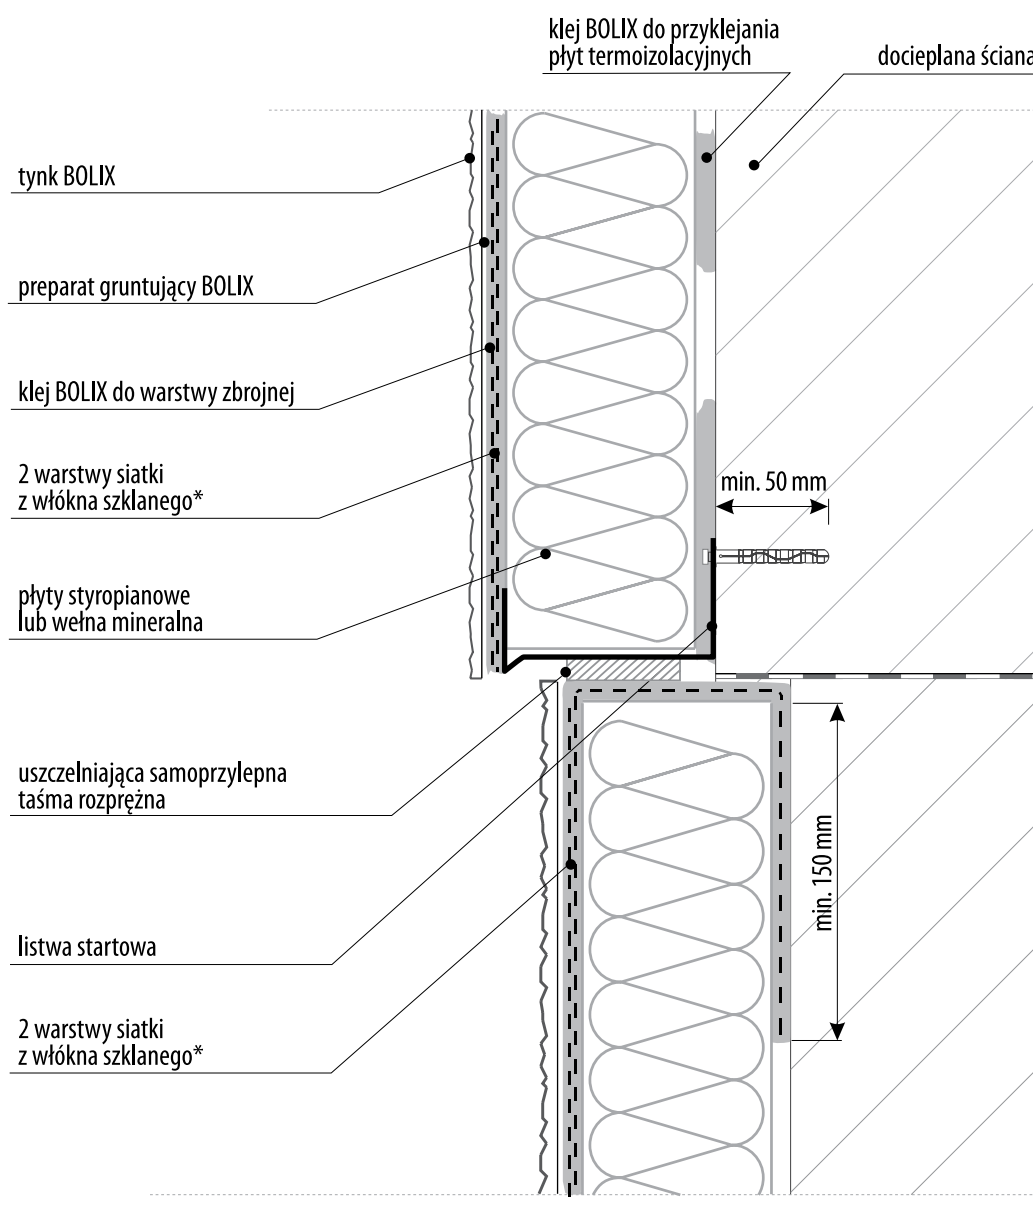 klej BOLIX do przyklejania
płyt termoizolacyjnych
docieplana ściana
tynk BOLIX
preparat gruntujący BOLIX
klej BOLIX do warstwy zbrojnej
2 warstwy siatki
z włókna szklanego*
min. 50 mm
płyty styropianowe
lub wełna mineralna
uszczelniająca samoprzylepna
taśma rozprężna
min. 150 mm
listwa startowa
2 warstwy siatki
z włókna szklanego*